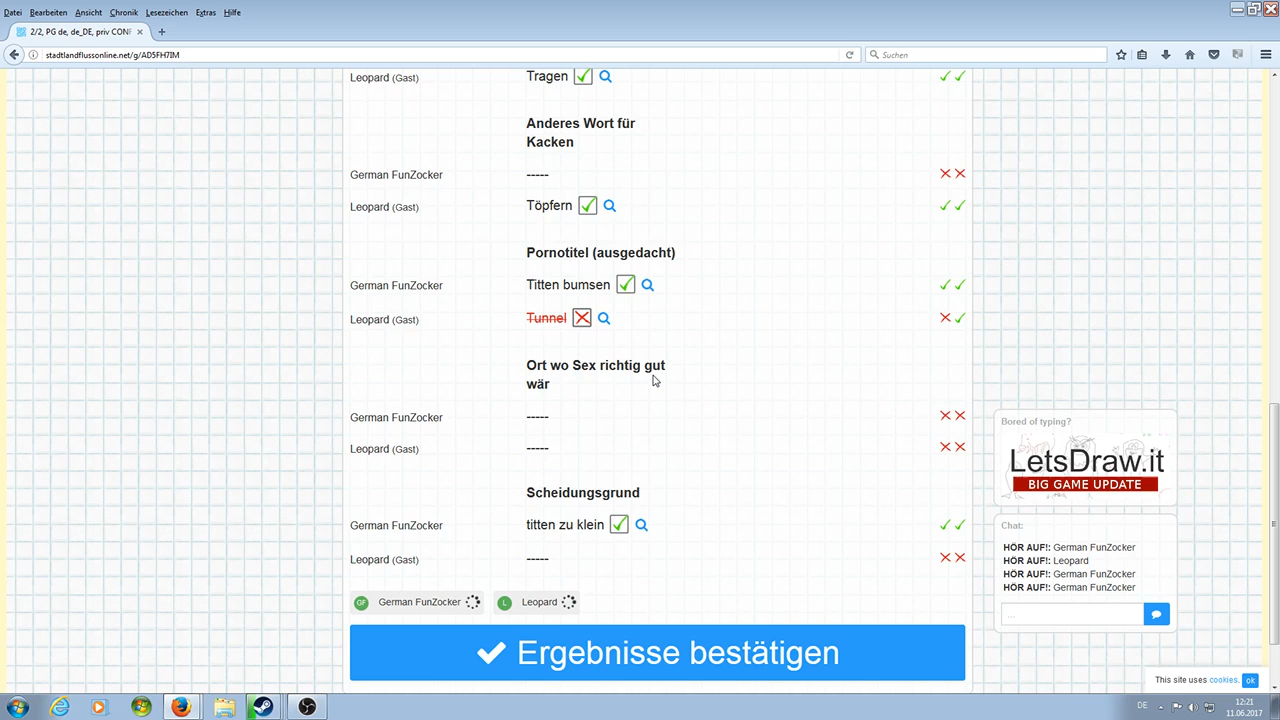 Datei Bearbeiten Ansicht Chronik Lesezeichen Extras Hilfe
2/2, PG de, de_DE, priv CONF
stadtlandflussonline.net/g/AD5FH7IM
Suchen
Leopard (Gast) Tragen
Anderes Wort für
Kacken
German FunZocker -----
Leopard (Gast) Töpfern
Pornotitel (ausgedacht)
German FunZocker Titten bumsen
Leopard (Gast) Tunnel
Ort wo Sex richtig gut
wär
German FunZocker -----
Leopard (Gast) -----
Scheidungsgrund
German FunZocker titten zu klein
Leopard (Gast) -----
GF German FunZocker L Leopard
Ergebnisse bestätigen
Bored of typing?
LetsDraw.it
BIG GAME UPDATE
Chat:
HÖR AUF!: German FunZocker
HÖR AUF!: Leopard
HÖR AUF!: German FunZocker
HÖR AUF!: German FunZocker
...
This site uses cookies. ok
DE
12:21
11.06.2017